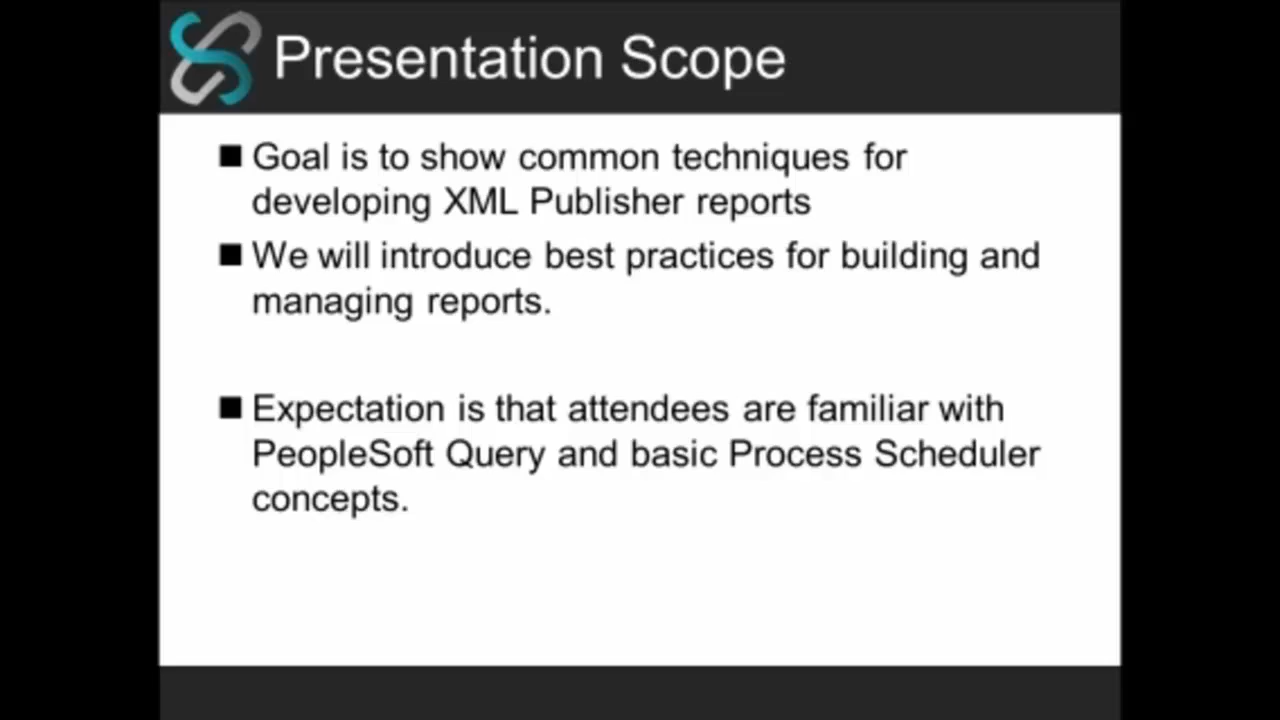 Presentation Scope
Goal is to show common techniques for
developing XML Publisher reports
We will introduce best practices for building and
managing reports.
Expectation is that attendees are familiar with
PeopleSoft Query and basic Process Scheduler
concepts.